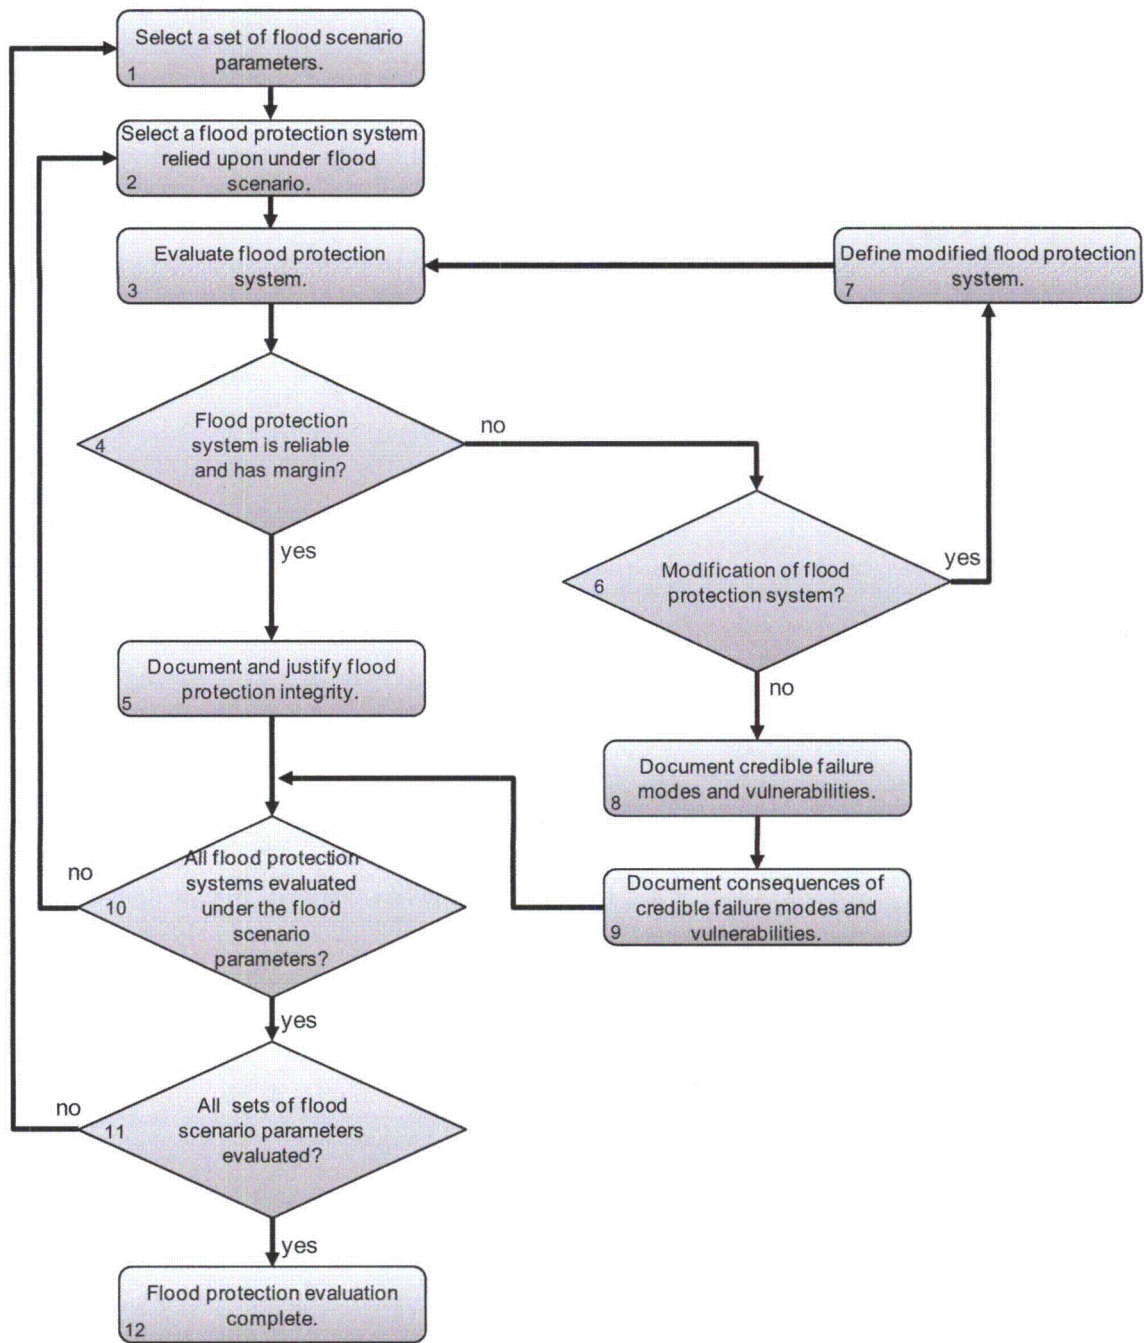 Select a set of flood scenario
parameters.
1
Select a flood protection system
relied upon under flood
scenario.
2
Evaluate flood protection
system.
3
Define modified flood protection
system.
7
Flood protection
system is reliable
and has margin?
4
no
yes
Modification of flood
protection system?
6
yes
no
Document and justify flood
protection integrity.
5
Document credible failure
modes and vulnerabilities.
8
Document consequences of
credible failure modes and
vulnerabilities.
9
All flood protection
systems evaluated
under the flood
scenario
parameters?
10
no
yes
All sets of flood
scenario parameters
evaluated?
11
no
yes
Flood protection evaluation
complete.
12